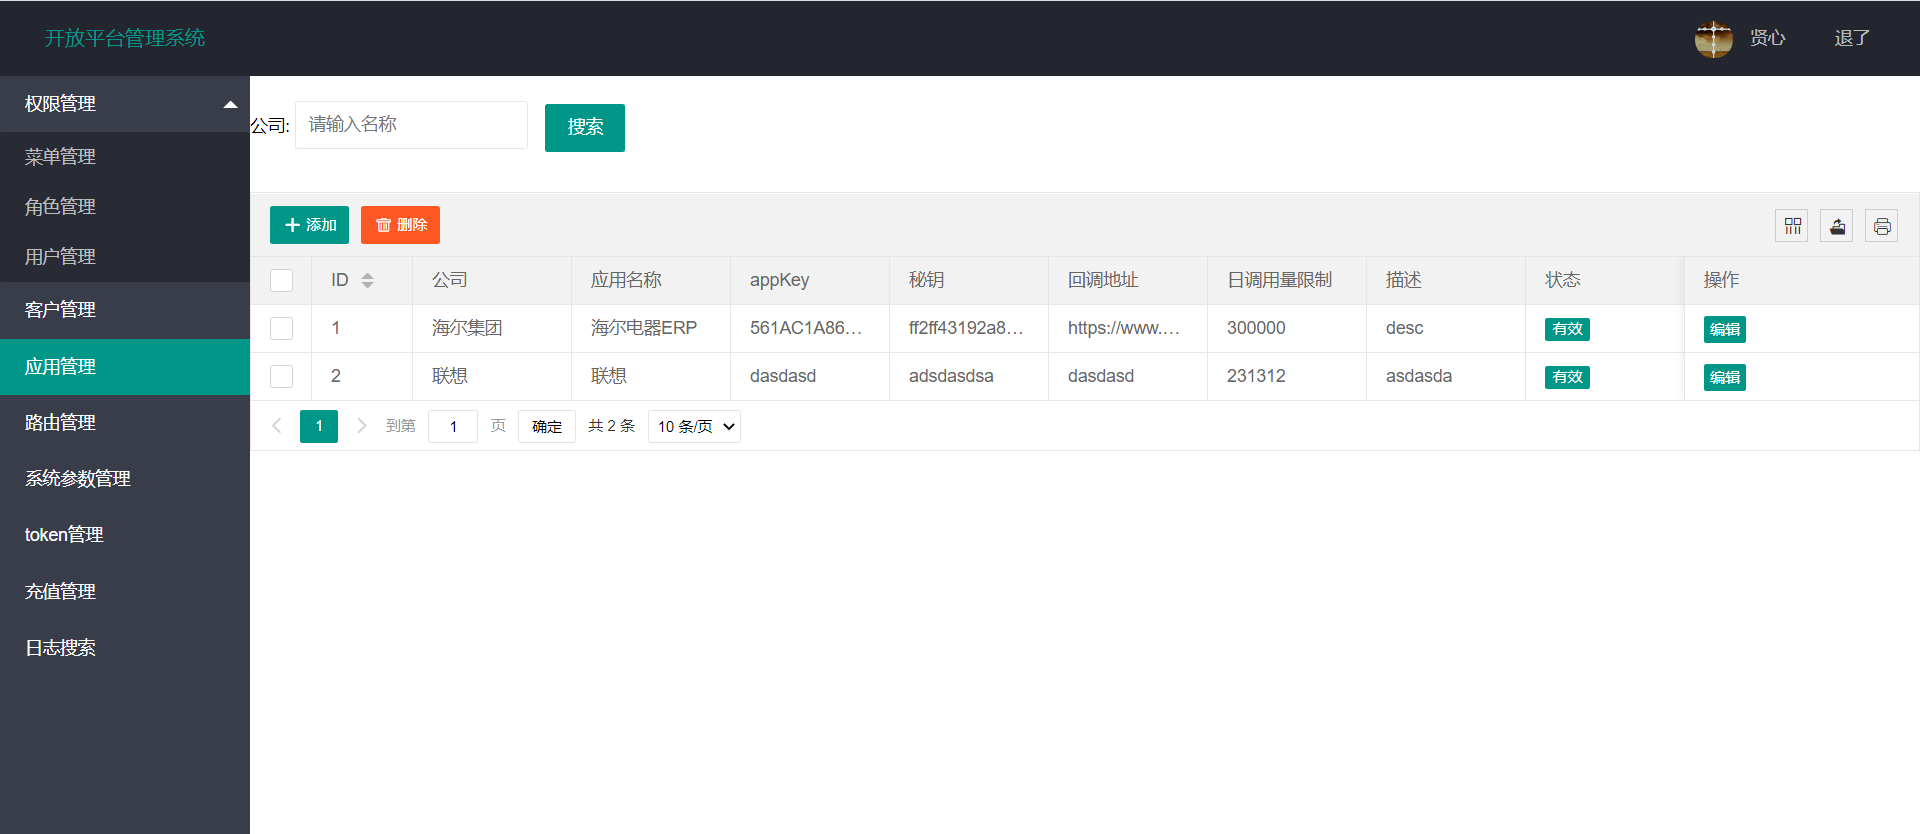 开放平台管理系统
贤心
退了
权限管理
菜单管理
角色管理
用户管理
客户管理
应用管理
路由管理
系统参数管理
token管理
充值管理
日志搜索
公司: 请输入名称 搜索
添加 删除
ID 公司 应用名称 appKey 秘钥 回调地址 日调用量限制 描述 状态 操作
1 海尔集团 海尔电器ERP 561AC1A86... ff2ff43192a8... https://www.... 300000 desc 有效 编辑
2 联想 联想 dasdasd adsdasdsa dasdasd 231312 asdasda 有效 编辑
1 到第 1 页 确定 共 2 条 10 条/页